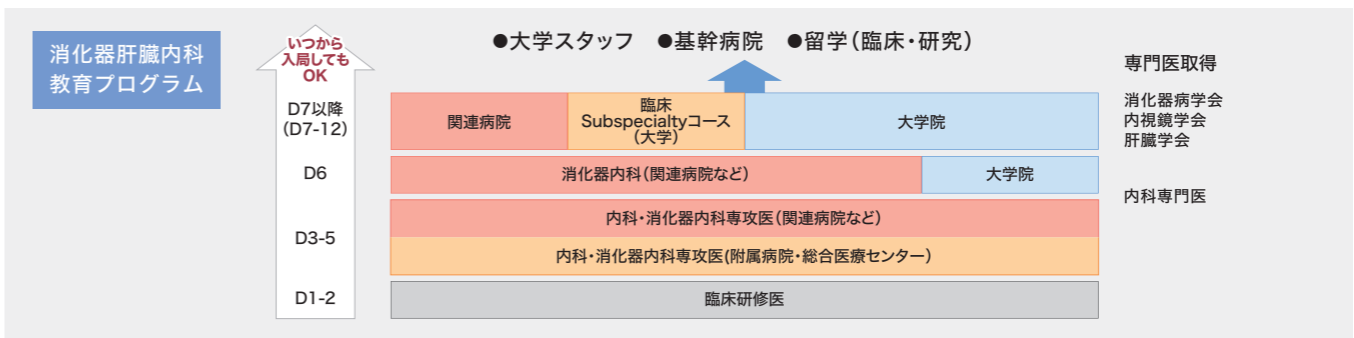 消化器肝臓内科
教育プログラム
いつから
入局しても
OK
●大学スタッフ ●基幹病院 ●留学(臨床・研究)
専門医取得
D7以降
(D7-12)
関連病院
臨床
Subspecialtyコース
(大学)
大学院
消化器病学会
内視鏡学会
肝臓学会
D6
消化器内科(関連病院など)
大学院
内科専門医
D3-5
内科・消化器内科専攻医(関連病院など)
内科・消化器内科専攻医(附属病院・総合医療センター)
D1-2
臨床研修医